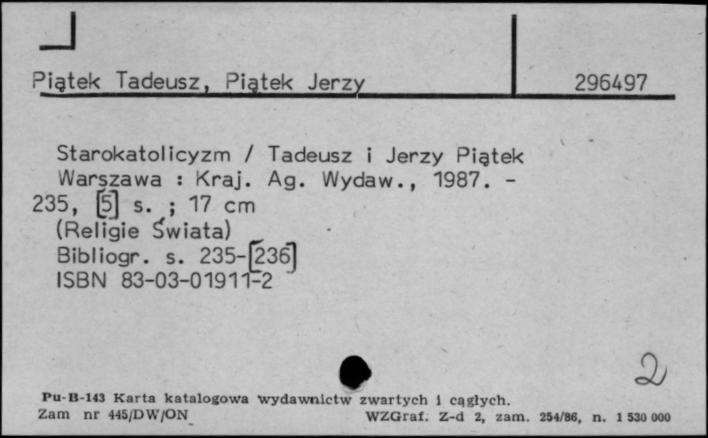 Piątek Tadeusz, Piątek Jerzy 296497
Starokatolicyzm / Tadeusz i Jerzy Piątek
Warszawa : Kraj. Ag. Wydaw., 1987. -
235, [5] s. ; 17 cm
(Religie Świata)
Bibliogr. s. 235-[236]
ISBN 83-03-01911-2
2
Pu-B-143 Karta katalogowa wydawnictw zwartych i cągłych.
Zam nr 445/DW/ON WZGraf. Z-d 2, zam. 254/86, n. 1 530 000